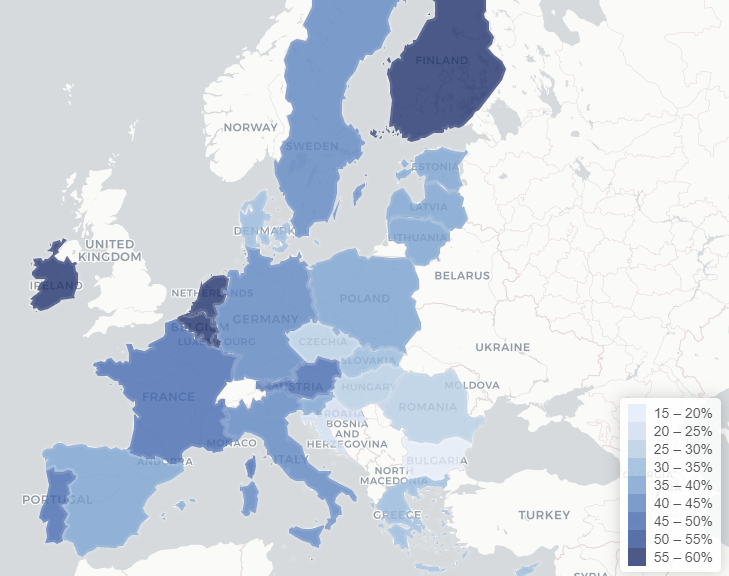 FINLAND
NORWAY
SWEDEN
ESTONIA
LATVIA
DENMARK
LITHUANIA
UNITED
KINGDOM
BELARUS
IRELAND
NETHERLANDS
POLAND
GERMANY
BELGIUM
LUXEMBOURG
CZECHIA
UKRAINE
SLOVAKIA
AUSTRIA
HUNGARY
MOLDOVA
FRANCE
ROMANIA
CROATIA
BOSNIA
AND
HERZEGOVINA
MONACO
ITALY
ANDORRA
BULGARIA
NORTH
MACEDONIA
PORTUGAL
GREECE
TURKEY
SYRIA
15 – 20%
20 – 25%
25 – 30%
30 – 35%
35 – 40%
40 – 45%
45 – 50%
50 – 55%
55 – 60%